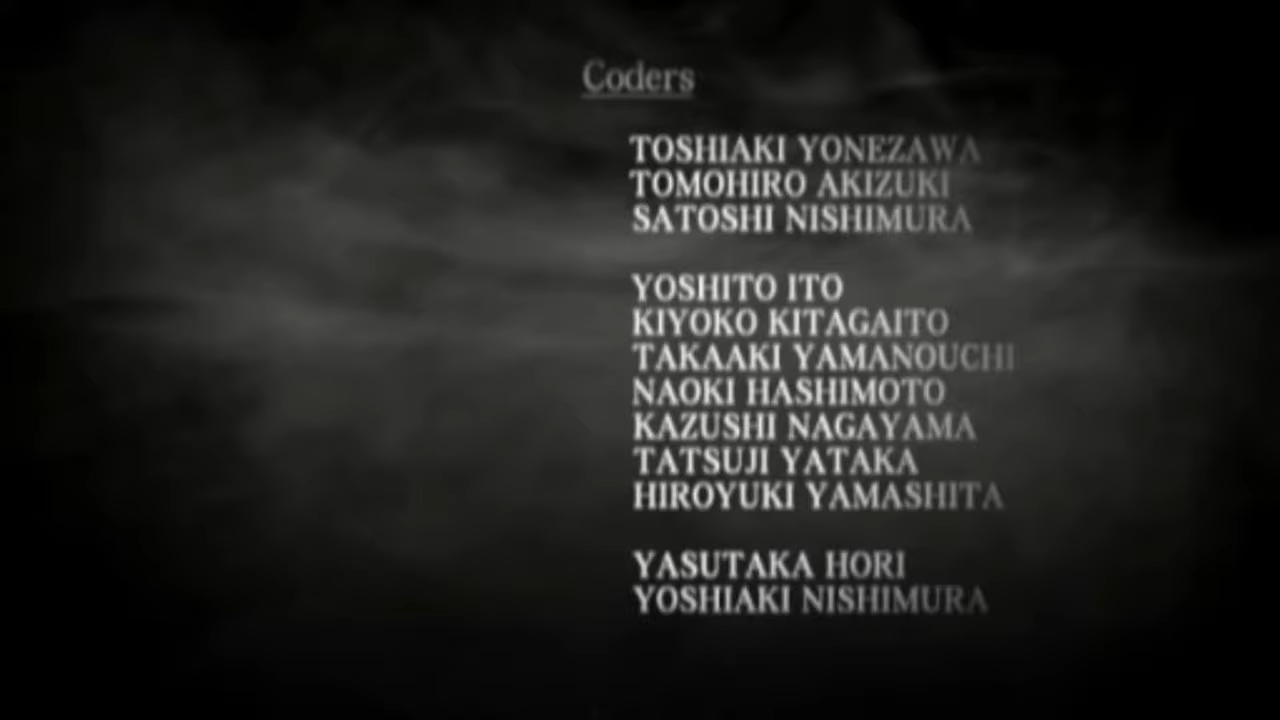 Coders
TOSHIAKI YONEZAWA
TOMOHIRO AKIZUKI
SATOSHI NISHIMURA
YOSHITO ITO
KIYOKO KITAGAITO
TAKAAKI YAMANOUCHI
NAOKI HASHIMOTO
KAZUSHI NAGAYAMA
TATSUJI YATAKA
HIROYUKI YAMASHITA
YASUTAKA HORI
YOSHIAKI NISHIMURA